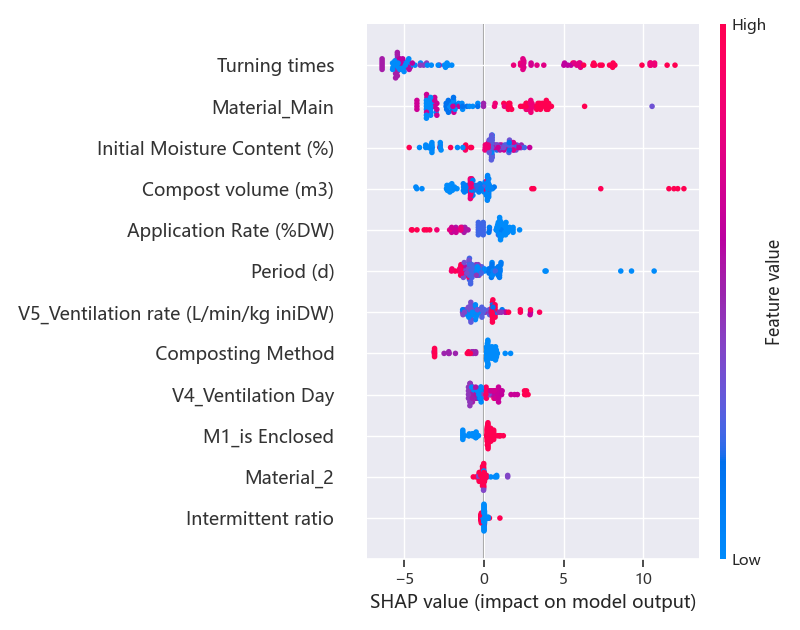 High
Turning times
Material_Main
Initial Moisture Content (%)
Compost volume (m3)
Application Rate (%DW)
Period (d)
V5_Ventilation rate (L/min/kg iniDW)
Composting Method
V4_Ventilation Day
M1_is Enclosed
Material_2
Intermittent ratio
Feature value
Low
−5 0 5 10
SHAP value (impact on model output)